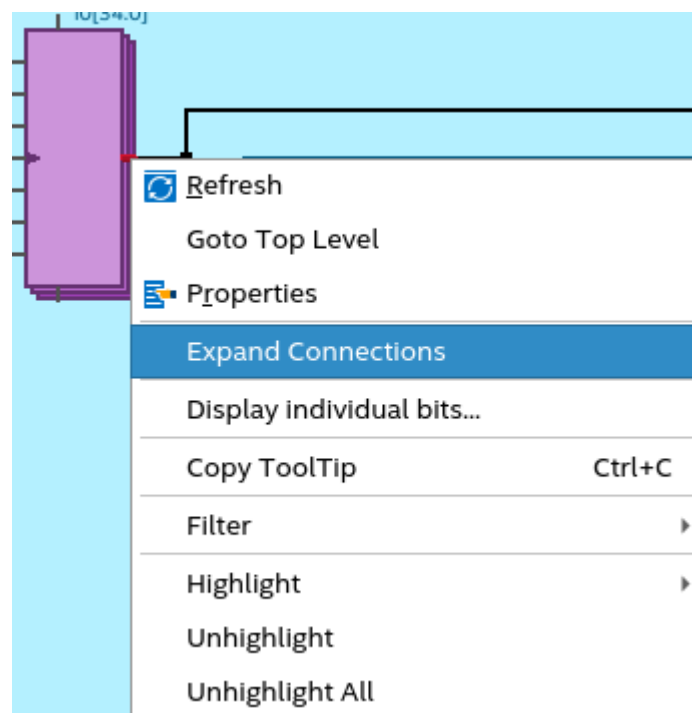 Refresh
Goto Top Level
Properties
Expand Connections
Display individual bits...
Copy ToolTip Ctrl+C
Filter
Highlight
Unhighlight
Unhighlight All